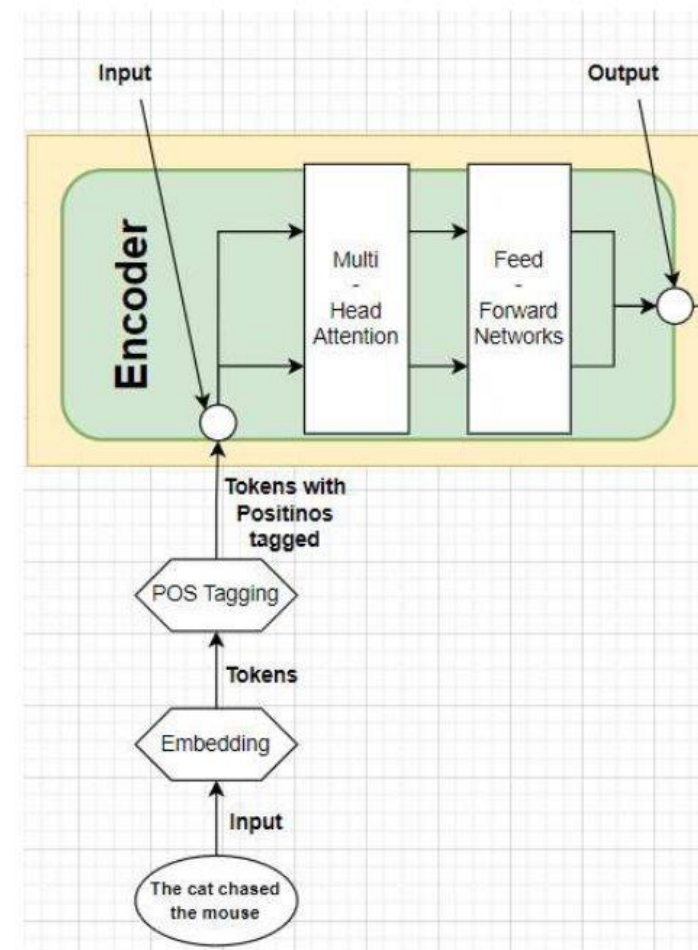 Input
Output
Encoder
Multi
-
Head
Attention
Feed
-
Forward
Networks
Tokens with
Positinos
tagged
POS Tagging
Tokens
Embedding
Input
The cat chased
the mouse